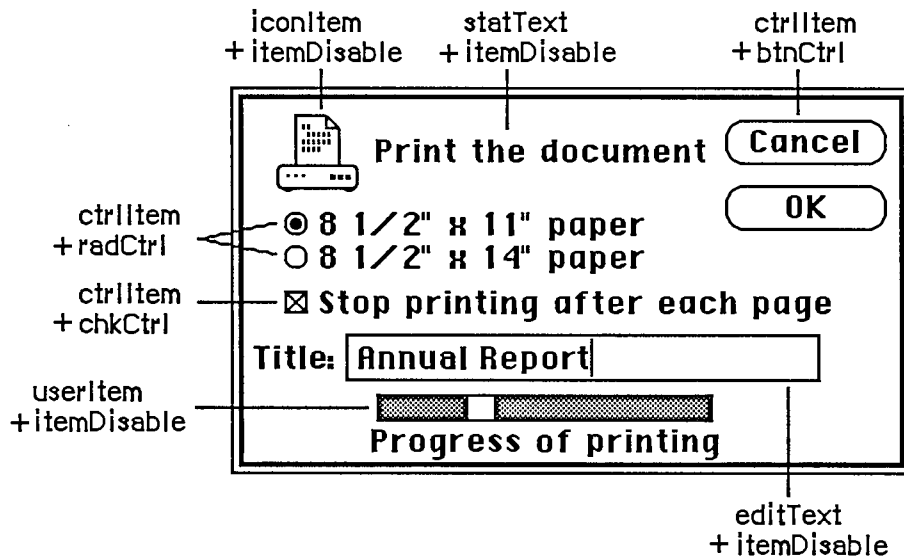 iconItem
+ itemDisable
statText
+ itemDisable
ctrlItem
+ btnCtrl
Print the document
Cancel
OK
ctrlItem
+ radCtrl
8 1/2" x 11" paper
8 1/2" x 14" paper
ctrlItem
+ chkCtrl
Stop printing after each page
Title: Annual Report
userItem
+ itemDisable
Progress of printing
editText
+ itemDisable